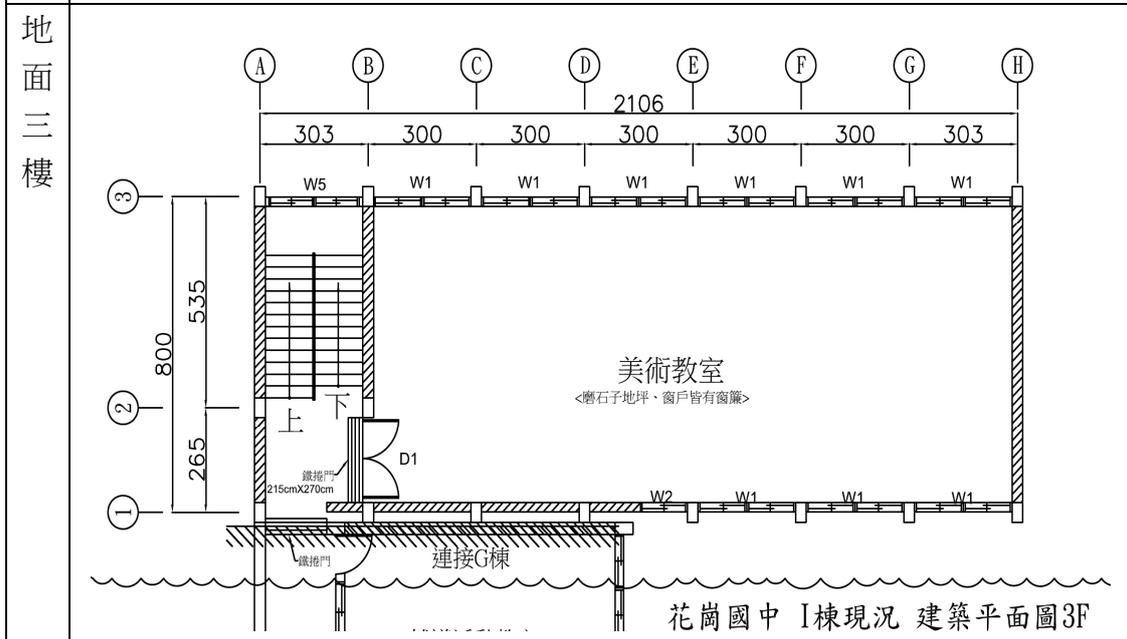 地面三樓
A B C D E F G H
2106
303 300 300 300 300 300 303
W5 W1 W1 W1 W1 W1 W1
3
535
800
美術教室
<磨石子地坪、窗戶皆有窗簾>
2
上 下
265
D1
鐵捲門
215cmX270cm
W2 W1 W1 W1
1
鐵捲門
連接G棟
花崗國中 I棟現況 建築平面圖3F